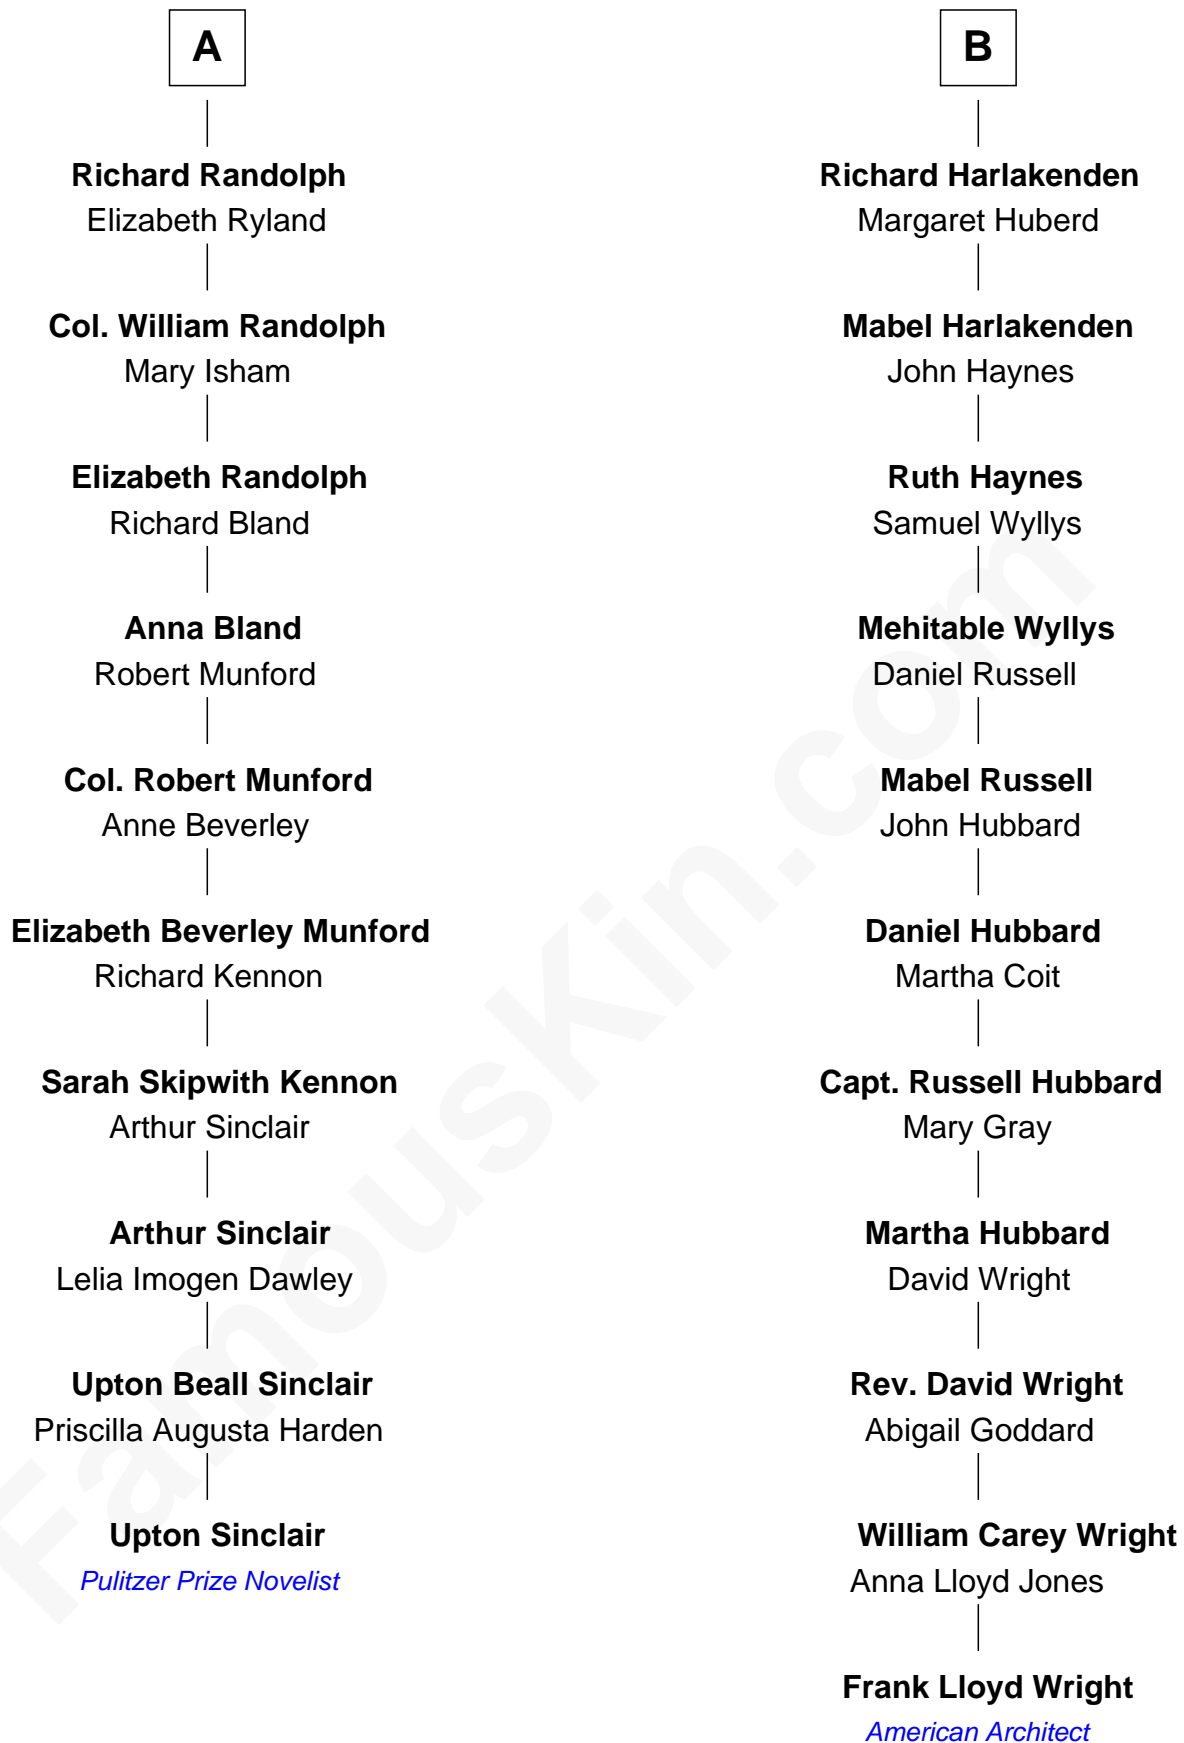 A
Richard Randolph
Elizabeth Ryland
Col. William Randolph
Mary Isham
Elizabeth Randolph
Richard Bland
Anna Bland
Robert Munford
Col. Robert Munford
Anne Beverley
Elizabeth Beverley Munford
Richard Kennon
Sarah Skipwith Kennon
Arthur Sinclair
Arthur Sinclair
Lelia Imogen Dawley
Upton Beall Sinclair
Priscilla Augusta Harden
Upton Sinclair
Pulitzer Prize Novelist
B
Richard Harlakenden
Margaret Huberd
Mabel Harlakenden
John Haynes
Ruth Haynes
Samuel Wyllys
Mehitable Wyllys
Daniel Russell
Mabel Russell
John Hubbard
Daniel Hubbard
Martha Coit
Capt. Russell Hubbard
Mary Gray
Martha Hubbard
David Wright
Rev. David Wright
Abigail Goddard
William Carey Wright
Anna Lloyd Jones
Frank Lloyd Wright
American Architect
FamousKin.com